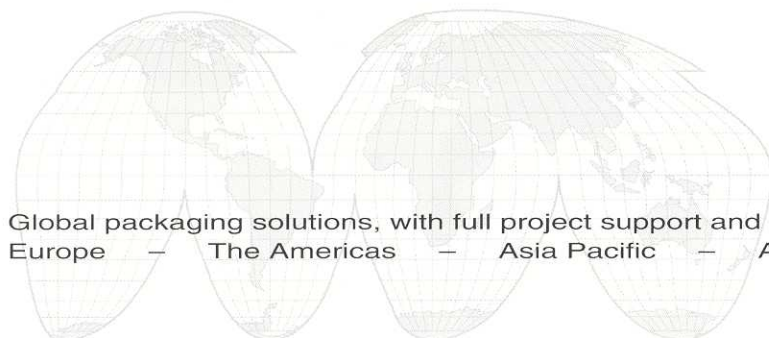 Global packaging solutions, with full project support and
Europe – The Americas – Asia Pacific –